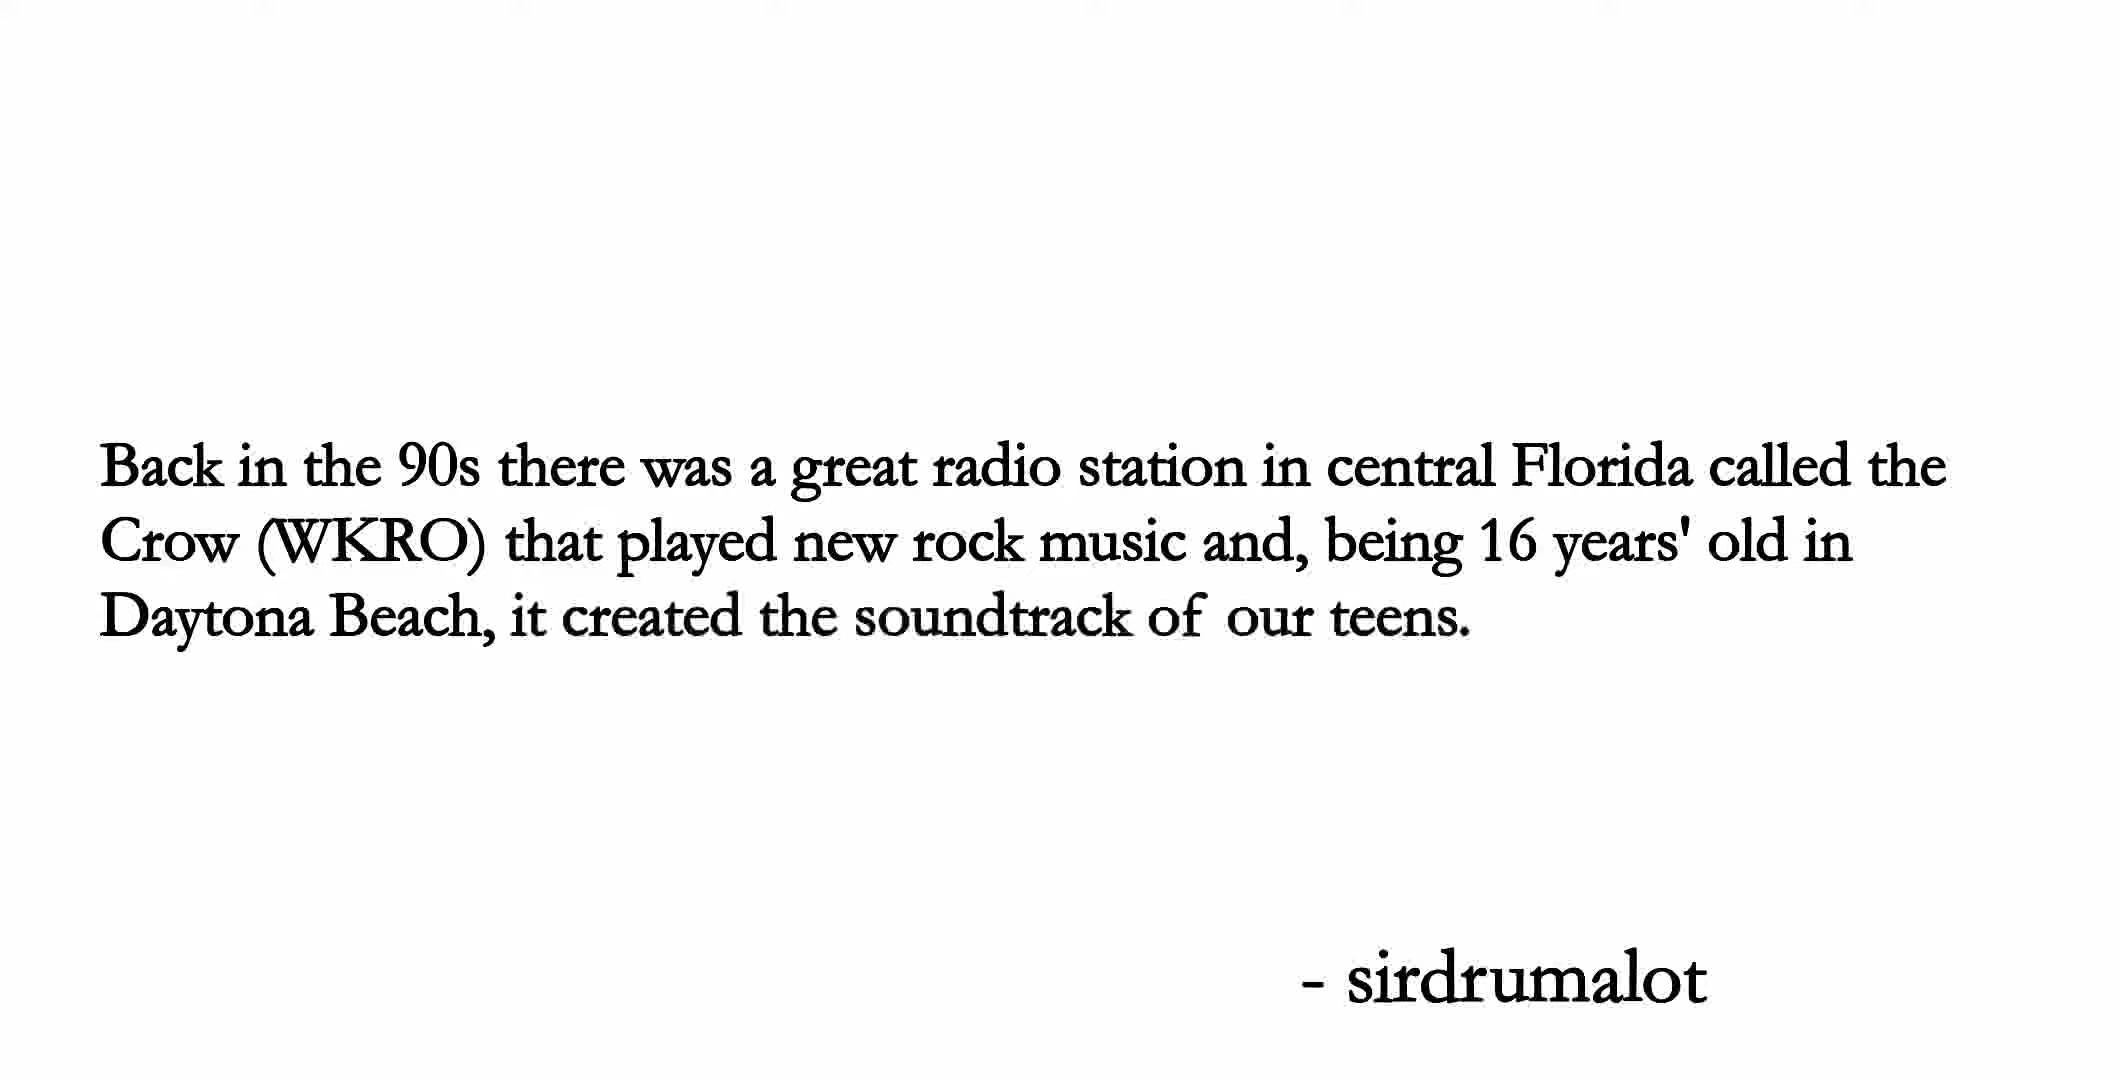 Back in the 90s there was a great radio station in central Florida called the
Crow (WKRO) that played new rock music and, being 16 years' old in
Daytona Beach, it created the soundtrack of our teens.
- sirdrumalot